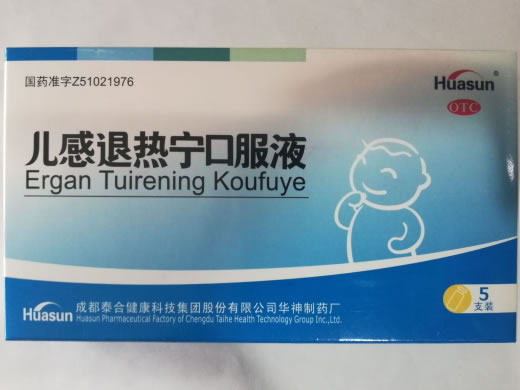 国药准字Z51021976
Huasun®
OTC
儿感退热宁口服液
Ergan Tuirening Koufuye
Huasun
成都泰合健康科技集团股份有限公司华神制药厂
Huasun Pharmaceutical Factory of Chengdu Taihe Health Technology Group Inc.,Ltd.
5
支装